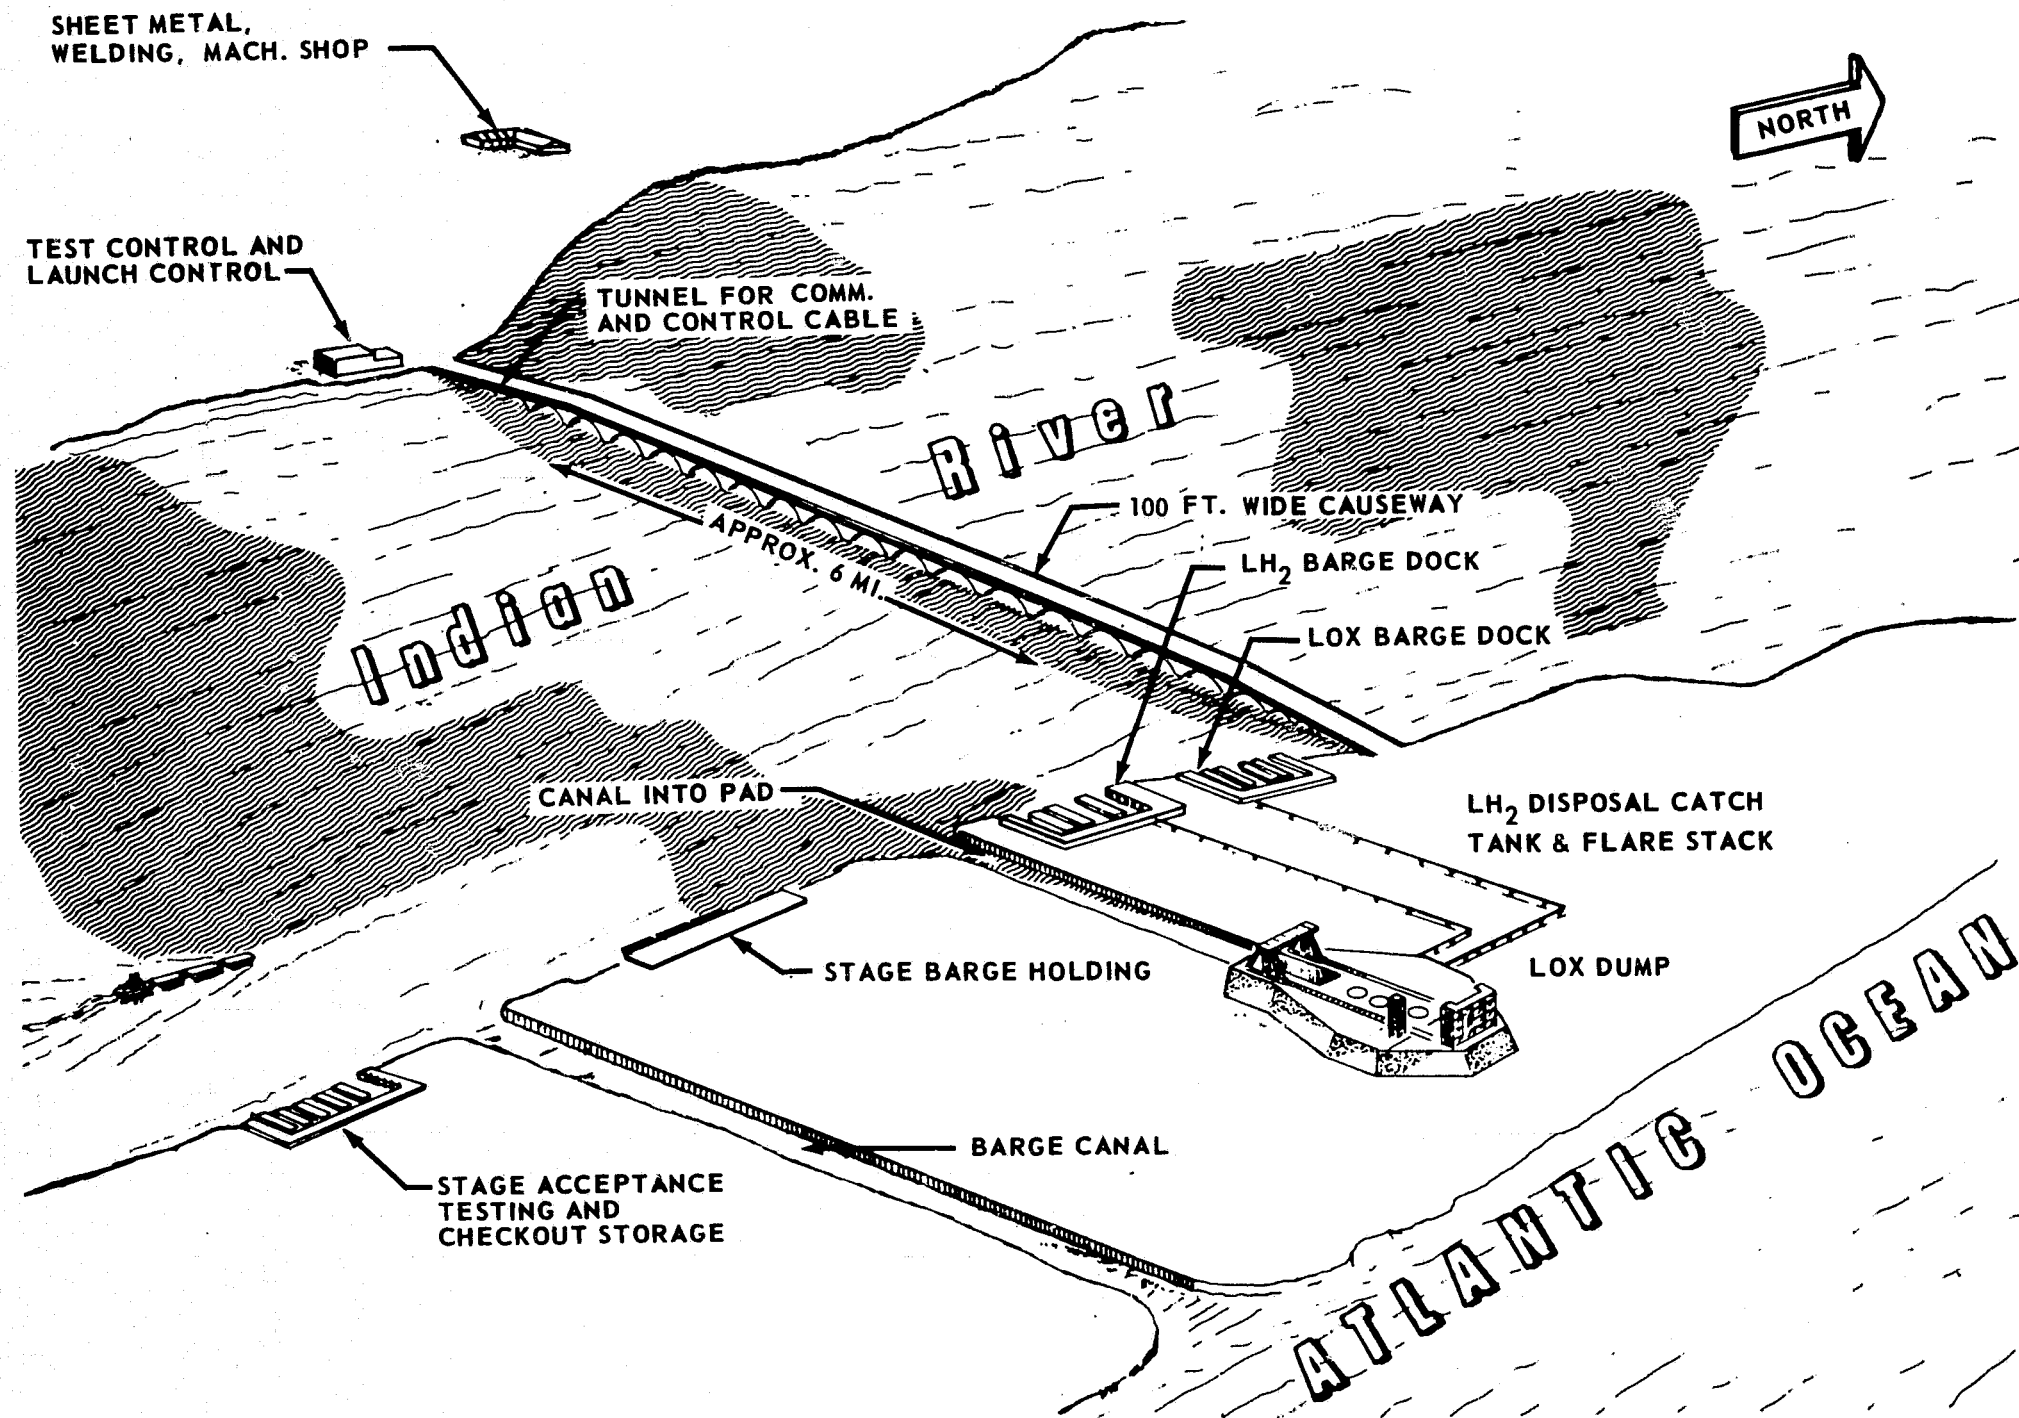 SHEET METAL,
WELDING, MACH. SHOP
NORTH
TEST CONTROL AND
LAUNCH CONTROL
TUNNEL FOR COMM.
AND CONTROL CABLE
River
100 FT. WIDE CAUSEWAY
APPROX. 6 MI.
LH₂ BARGE DOCK
Indian
LOX BARGE DOCK
CANAL INTO PAD
LH₂ DISPOSAL CATCH
TANK & FLARE STACK
STAGE BARGE HOLDING
LOX DUMP
ATLANTIC OCEAN
BARGE CANAL
STAGE ACCEPTANCE
TESTING AND
CHECKOUT STORAGE